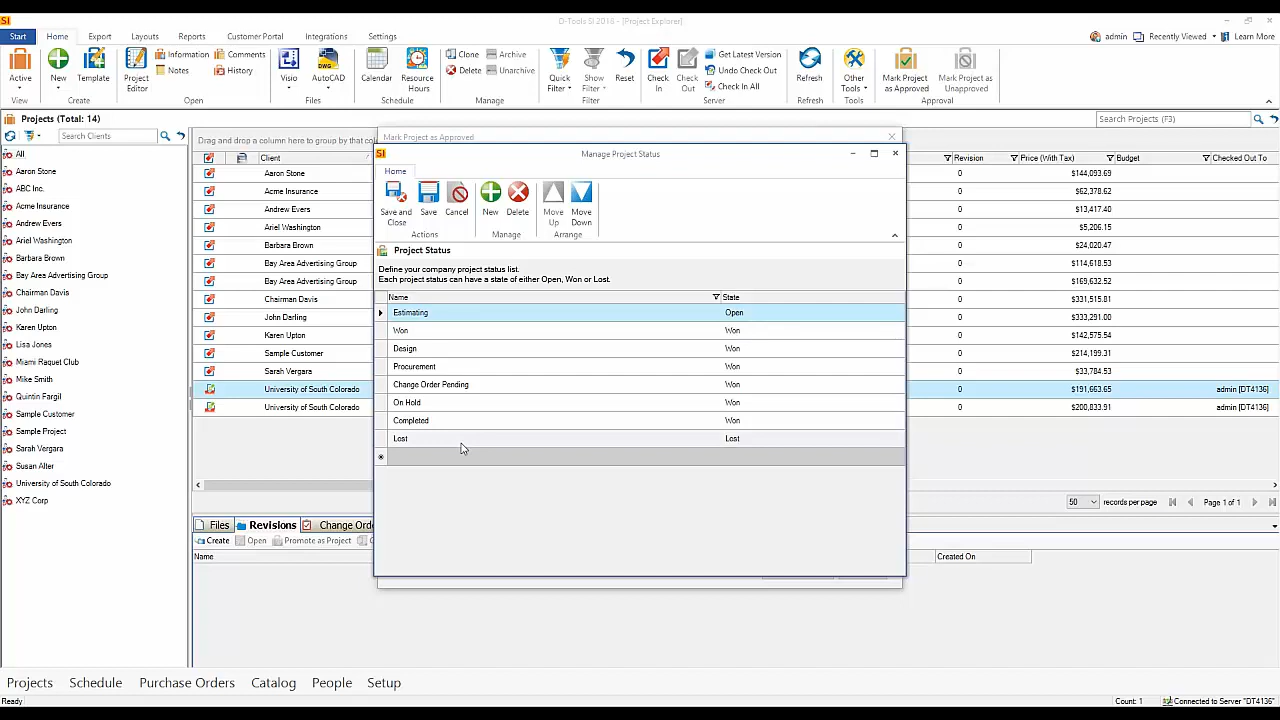 SI
D-Tools SI 2016 - [Project Explorer]
Start Home Export Layouts Reports Customer Portal Integrations Settings
admin Recently Viewed Learn More
Active New Template Project Editor Information Notes Comments History Visio AutoCAD Calendar Resource Hours Clone Delete Archive Unarchive Quick Filter Show Filter Reset Check In Check Out Get Latest Version Undo Check Out Check In All Refresh Other Tools Mark Project as Approved Mark Project as Unapproved
View Create Open Files Schedule Manage Filter Server Refresh Tools Approval
Projects (Total: 14)
Search Projects (F3)
Search Clients
All
Aaron Stone
ABC Inc.
Acme Insurance
Andrew Evers
Ariel Washington
Barbara Brown
Bay Area Advertising Group
Chairman Davis
John Darling
Karen Upton
Lisa Jones
Miami Raquet Club
Mike Smith
Quintin Fargil
Sample Customer
Sample Project
Sarah Vergara
Susan Alter
University of South Colorado
XYZ Corp
Drag and drop a column here to group by that col
Client Revision Price (With Tax) Budget Checked Out To
Aaron Stone 0 $144,093.69
Acme Insurance 0 $62,378.62
Andrew Evers 0 $13,417.40
Ariel Washington 0 $5,206.15
Barbara Brown 0 $24,020.47
Bay Area Advertising Group 0 $114,618.53
Bay Area Advertising Group 0 $169,632.52
Chairman Davis 0 $331,515.81
John Darling 0 $333,291.00
Karen Upton 0 $142,575.54
Sample Customer 0 $214,199.31
Sarah Vergara 0 $33,784.53
University of South Colorado 0 $191,663.65 admin [DT4136]
University of South Colorado 0 $200,833.91 admin [DT4136]
50 records per page Page 1 of 1
Files Revisions Change Orde
Create Open Promote as Project
Name Created On
Mark Project as Approved
SI Manage Project Status
Home
Save and Close Save Cancel New Delete Move Up Move Down
Actions Manage Arrange
Project Status
Define your company project status list.
Each project status can have a state of either Open, Won or Lost.
Name State
Estimating Open
Won Won
Design Won
Procurement Won
Change Order Pending Won
On Hold Won
Completed Won
Lost Lost
Projects Schedule Purchase Orders Catalog People Setup
Ready Count: 1 Connected to Server "DT4136"